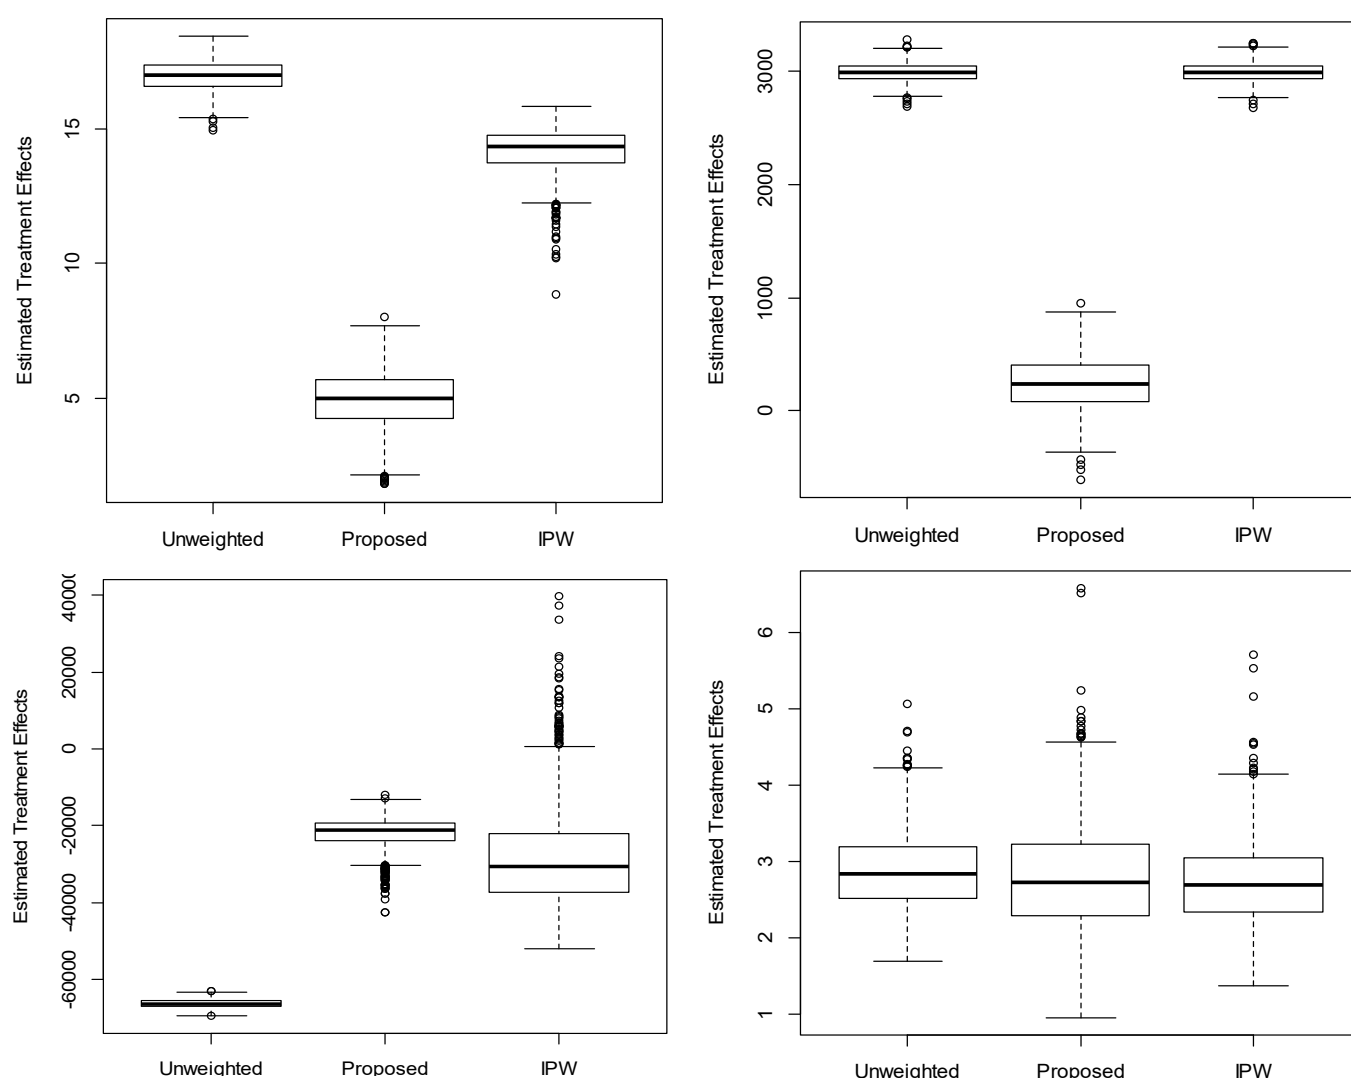 Estimated Treatment Effects
15
10
5
Unweighted Proposed IPW
Estimated Treatment Effects
3000
2000
1000
0
Unweighted Proposed IPW
Estimated Treatment Effects
40000
20000
0
-20000
-40000
-60000
Unweighted Proposed IPW
Estimated Treatment Effects
6
5
4
3
2
1
Unweighted Proposed IPW